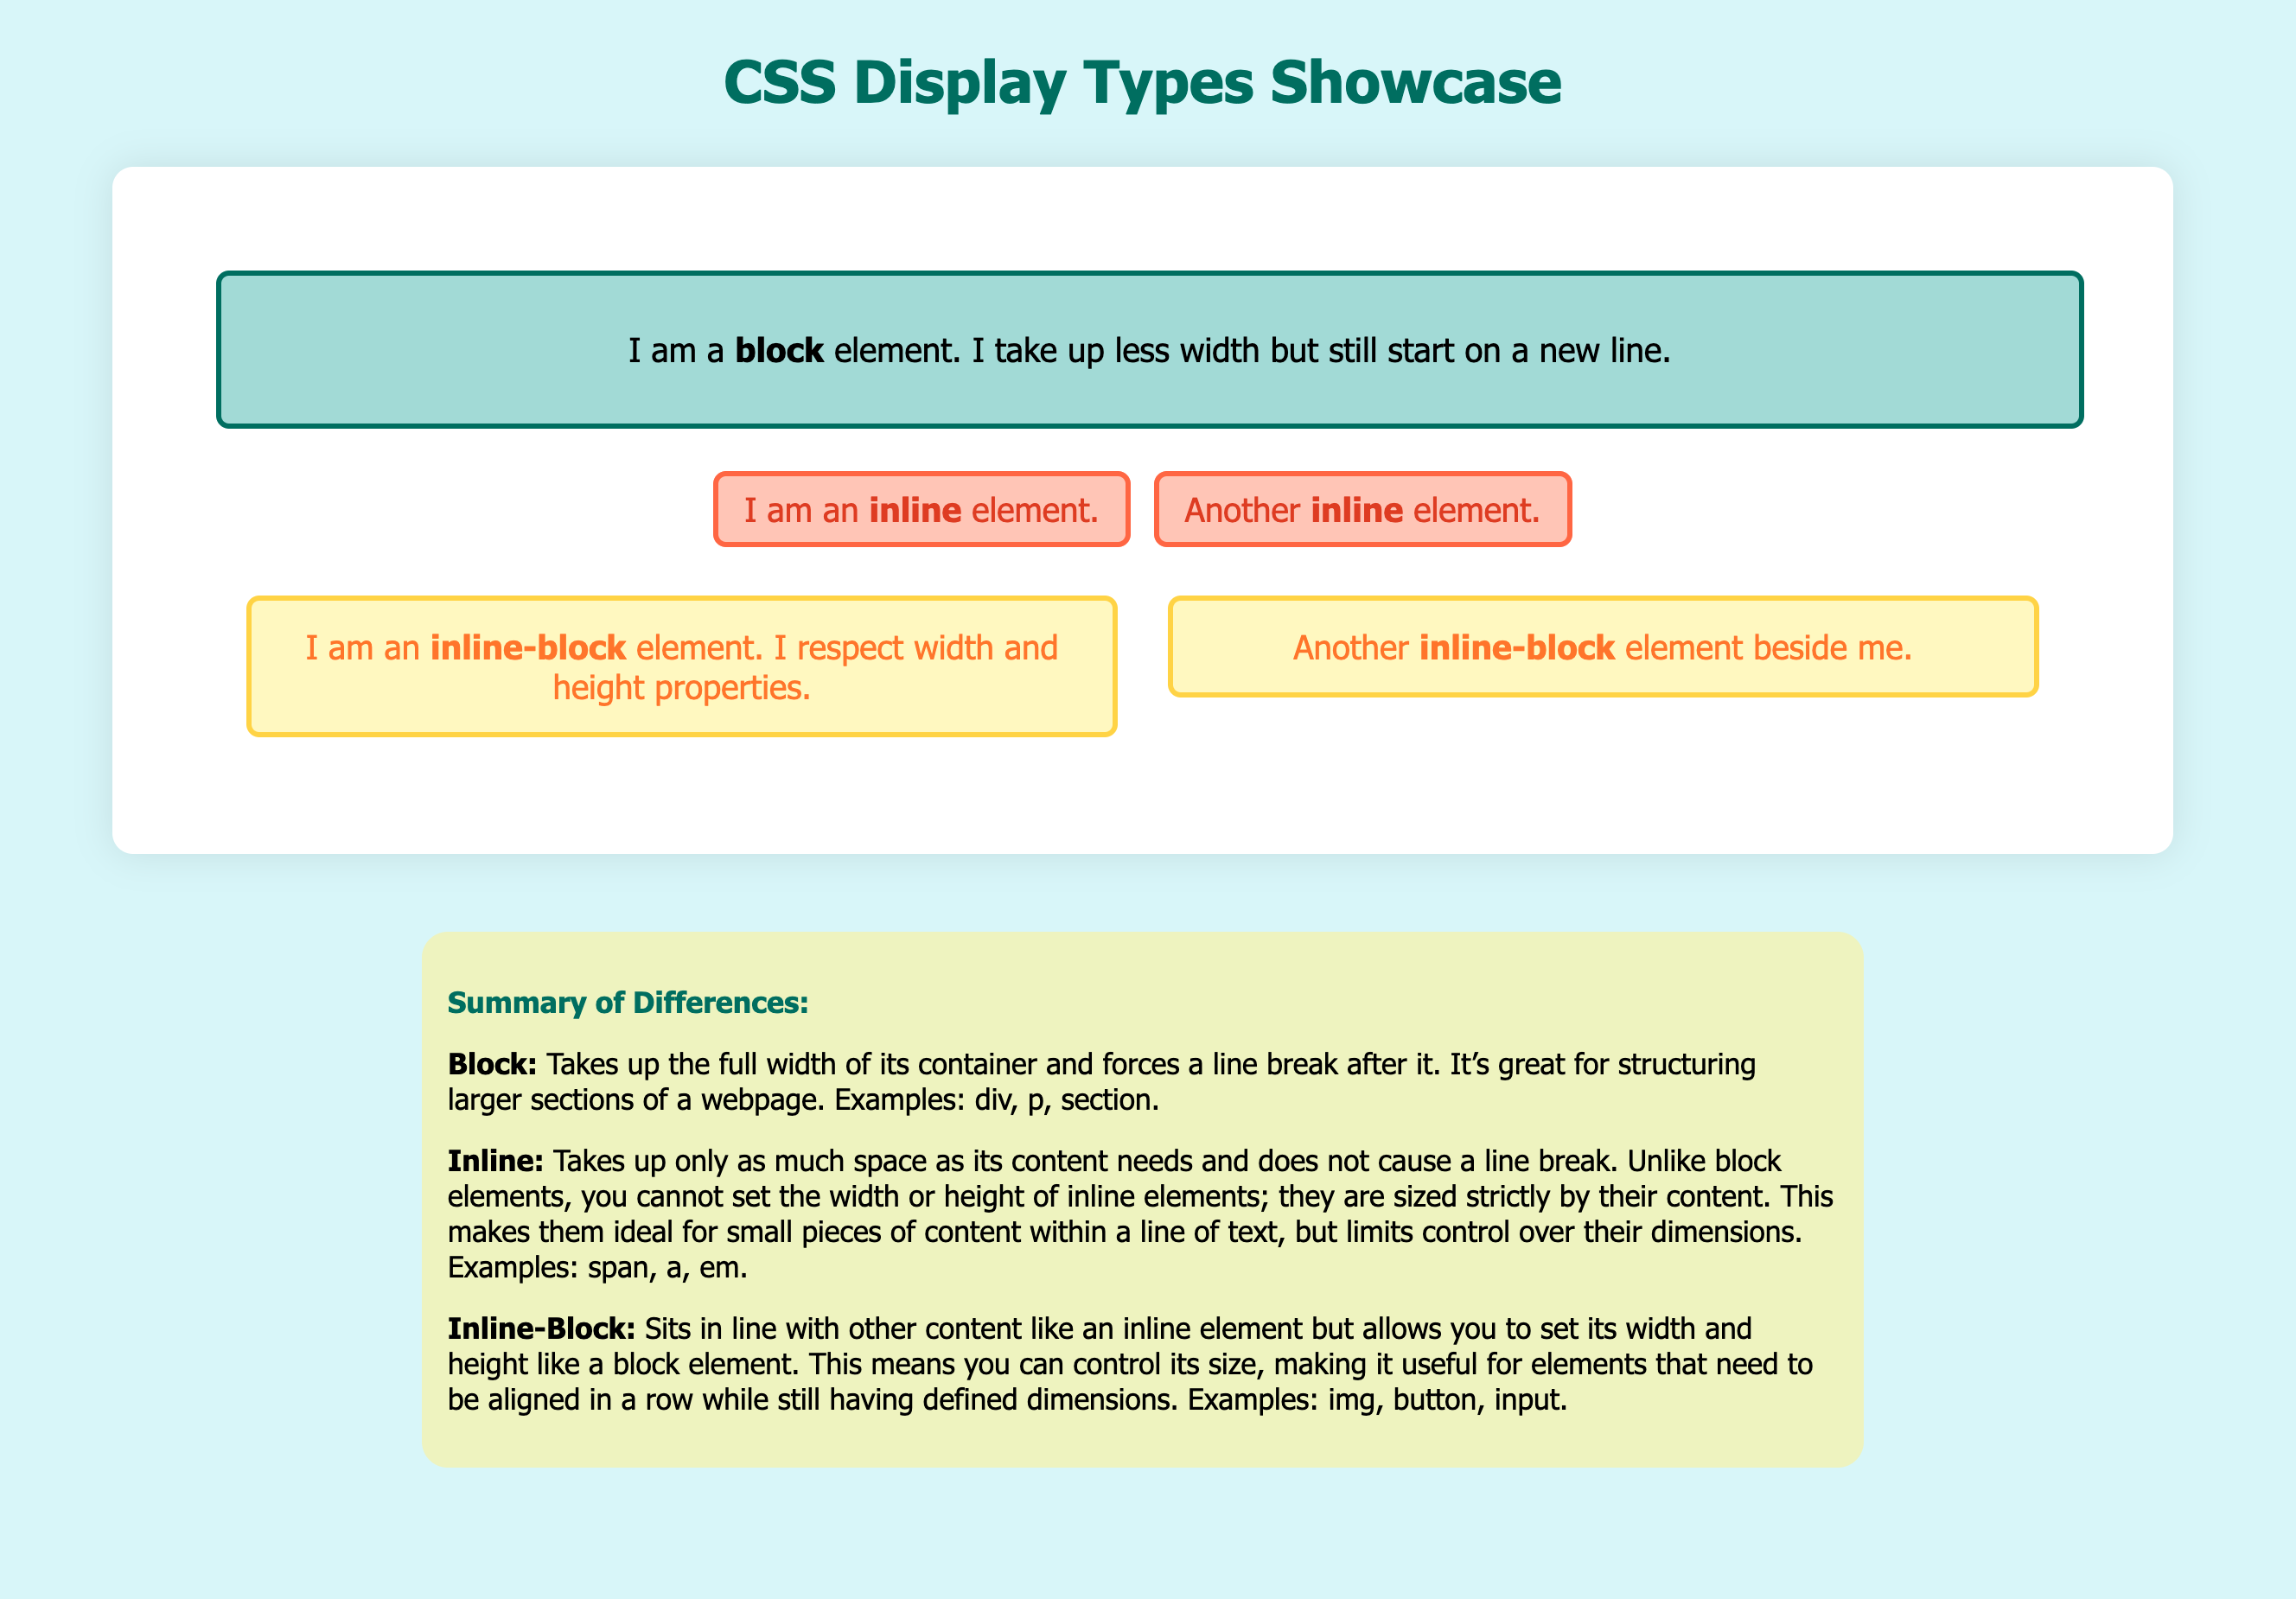 CSS Display Types Showcase
I am a block element. I take up less width but still start on a new line.
I am an inline element.
Another inline element.
I am an inline-block element. I respect width and
height properties.
Another inline-block element beside me.
Summary of Differences:
Block: Takes up the full width of its container and forces a line break after it. It’s great for structuring
larger sections of a webpage. Examples: div, p, section.
Inline: Takes up only as much space as its content needs and does not cause a line break. Unlike block
elements, you cannot set the width or height of inline elements; they are sized strictly by their content. This
makes them ideal for small pieces of content within a line of text, but limits control over their dimensions.
Examples: span, a, em.
Inline-Block: Sits in line with other content like an inline element but allows you to set its width and
height like a block element. This means you can control its size, making it useful for elements that need to
be aligned in a row while still having defined dimensions. Examples: img, button, input.